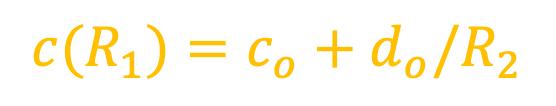 c(R₁) = cₒ + dₒ/R₂